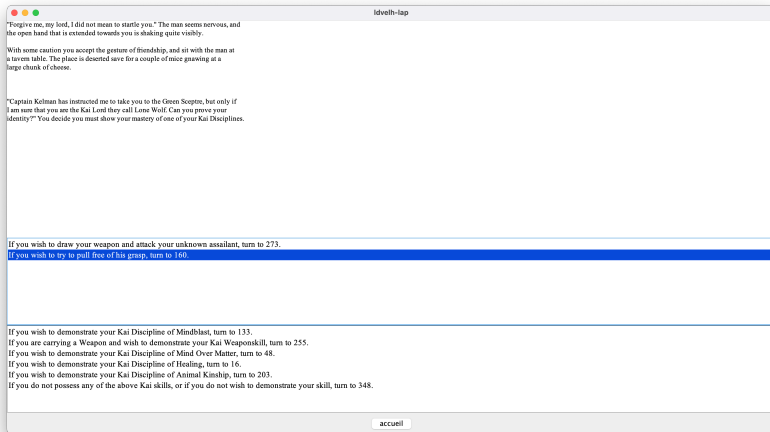 ldvelh-lap
"Forgive me, my lord, I did not mean to startle you." The man seems nervous, and
the open hand that is extended towards you is shaking quite visibly.
With some caution you accept the gesture of friendship, and sit with the man at
a tavern table. The place is deserted save for a couple of mice gnawing at a
large chunk of cheese.
"Captain Kelman has instructed me to take you to the Green Sceptre, but only if
I am sure that you are the Kai Lord they call Lone Wolf. Can you prove your
identity?" You decide you must show your mastery of one of your Kai Disciplines.
If you wish to draw your weapon and attack your unknown assailant, turn to 273.
If you wish to try to pull free of his grasp, turn to 160.
If you wish to demonstrate your Kai Discipline of Mindblast, turn to 133.
If you are carrying a Weapon and wish to demonstrate your Kai Weaponskill, turn to 255.
If you wish to demonstrate your Kai Discipline of Mind Over Matter, turn to 48.
If you wish to demonstrate your Kai Discipline of Healing, turn to 16.
If you wish to demonstrate your Kai Discipline of Animal Kinship, turn to 203.
If you do not possess any of the above Kai skills, or if you do not wish to demonstrate your skill, turn to 348.
accueil